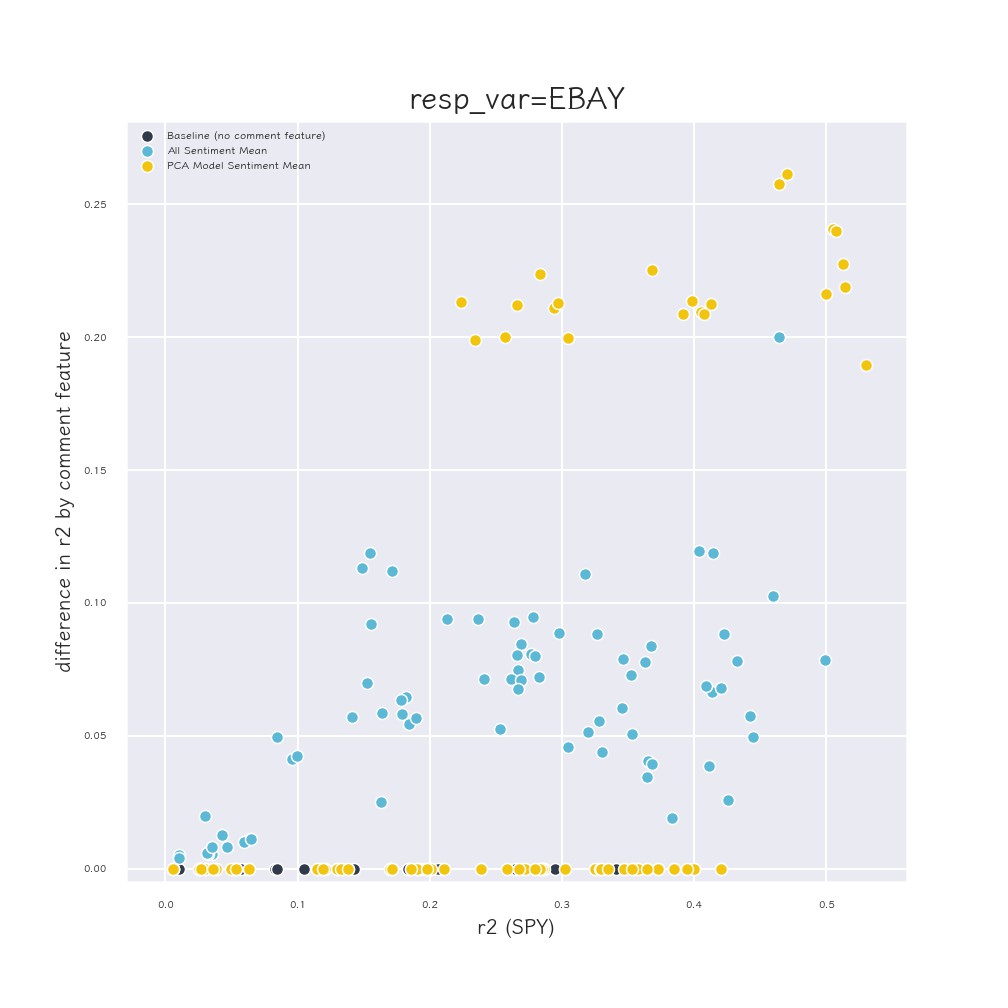 resp_var=EBAY
Baseline (no comment feature)
All Sentiment Mean
PCA Model Sentiment Mean
difference in r2 by comment feature
0.25
0.20
0.15
0.10
0.05
0.00
0.0 0.1 0.2 0.3 0.4 0.5
r2 (SPY)